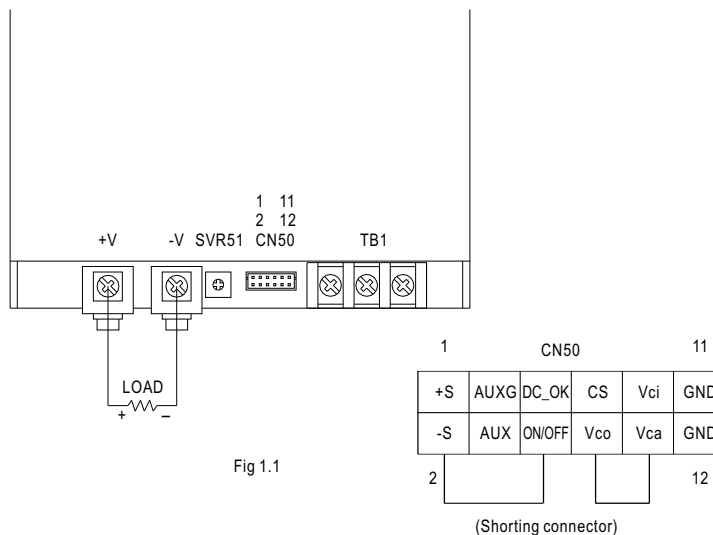 1 11
2 12
+V -V SVR51 CN50 TB1
LOAD
+ –
Fig 1.1
1 CN50 11
+S AUXG DC_OK CS Vci GND
-S AUX ON/OFF Vco Vca GND
2 12
(Shorting connector)